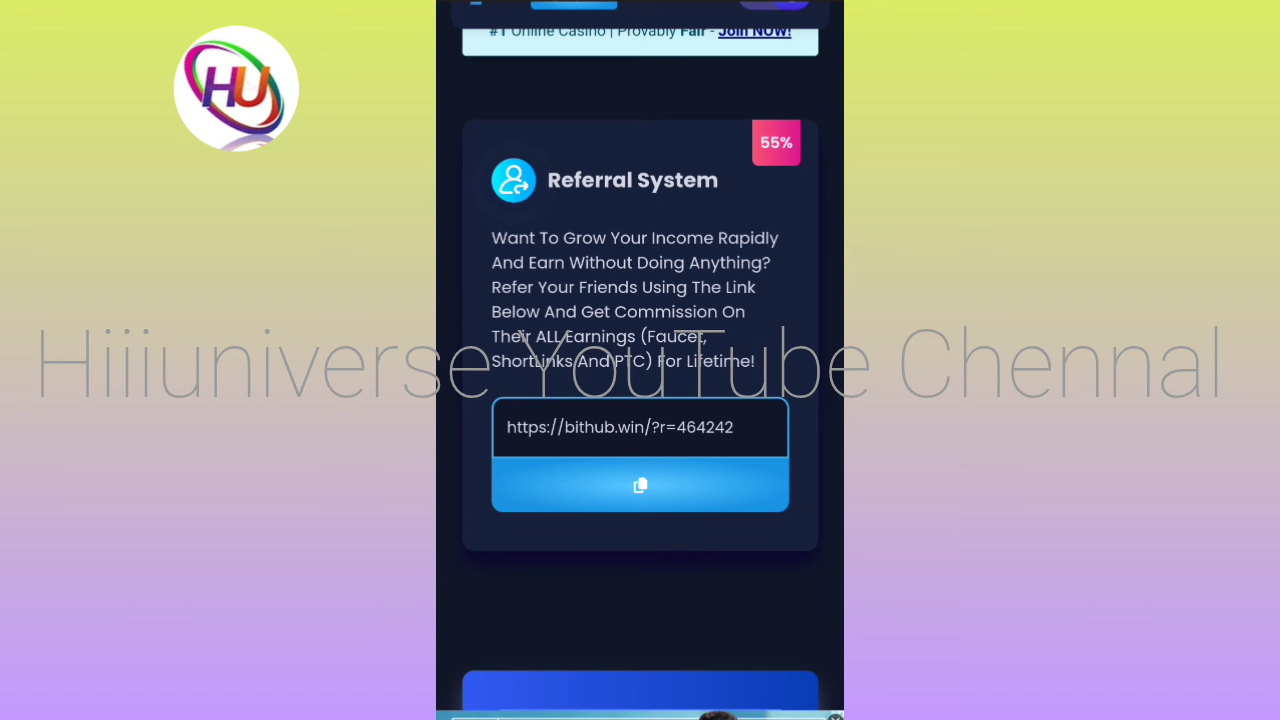 HU
#1 Online Casino | Provably Fair - Join NOW!
55%
Referral System
Want To Grow Your Income Rapidly
And Earn Without Doing Anything?
Refer Your Friends Using The Link
Below And Get Commission On
Their ALL Earnings (Faucet,
ShortLinks And PTC) For Lifetime!
Hiiiuniverse YouTube Chennal
https://bithub.win/?r=464242